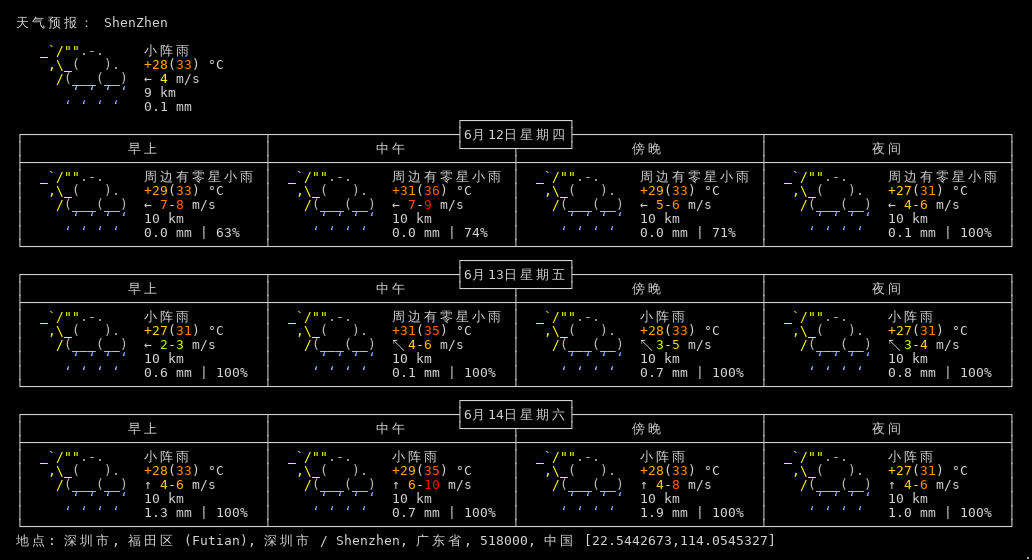 天气预报： ShenZhen
小阵雨
+28(33) °C
← 4 m/s
9 km
0.1 mm
6月12日星期四
早上 中午 傍晚 夜间
周边有零星小雨 周边有零星小雨 周边有零星小雨 周边有零星小雨
+29(33) °C +31(36) °C +29(33) °C +27(31) °C
← 7-8 m/s ← 7-9 m/s ← 5-6 m/s ← 4-6 m/s
10 km 10 km 10 km 10 km
0.0 mm | 63% 0.0 mm | 74% 0.0 mm | 71% 0.1 mm | 100%
6月13日星期五
早上 中午 傍晚 夜间
小阵雨 周边有零星小雨 小阵雨 小阵雨
+27(31) °C +31(35) °C +28(33) °C +27(31) °C
← 2-3 m/s ↖ 4-6 m/s ↖ 3-5 m/s ↖ 3-4 m/s
10 km 10 km 10 km 10 km
0.6 mm | 100% 0.1 mm | 100% 0.7 mm | 100% 0.8 mm | 100%
6月14日星期六
早上 中午 傍晚 夜间
小阵雨 小阵雨 小阵雨 小阵雨
+28(33) °C +29(35) °C +28(33) °C +27(31) °C
↑ 4-6 m/s ↑ 6-10 m/s ↑ 4-8 m/s ↑ 4-6 m/s
10 km 10 km 10 km 10 km
1.3 mm | 100% 0.7 mm | 100% 1.9 mm | 100% 1.0 mm | 100%
地点: 深圳市, 福田区 (Futian), 深圳市 / Shenzhen, 广东省, 518000, 中国 [22.5442673,114.0545327]